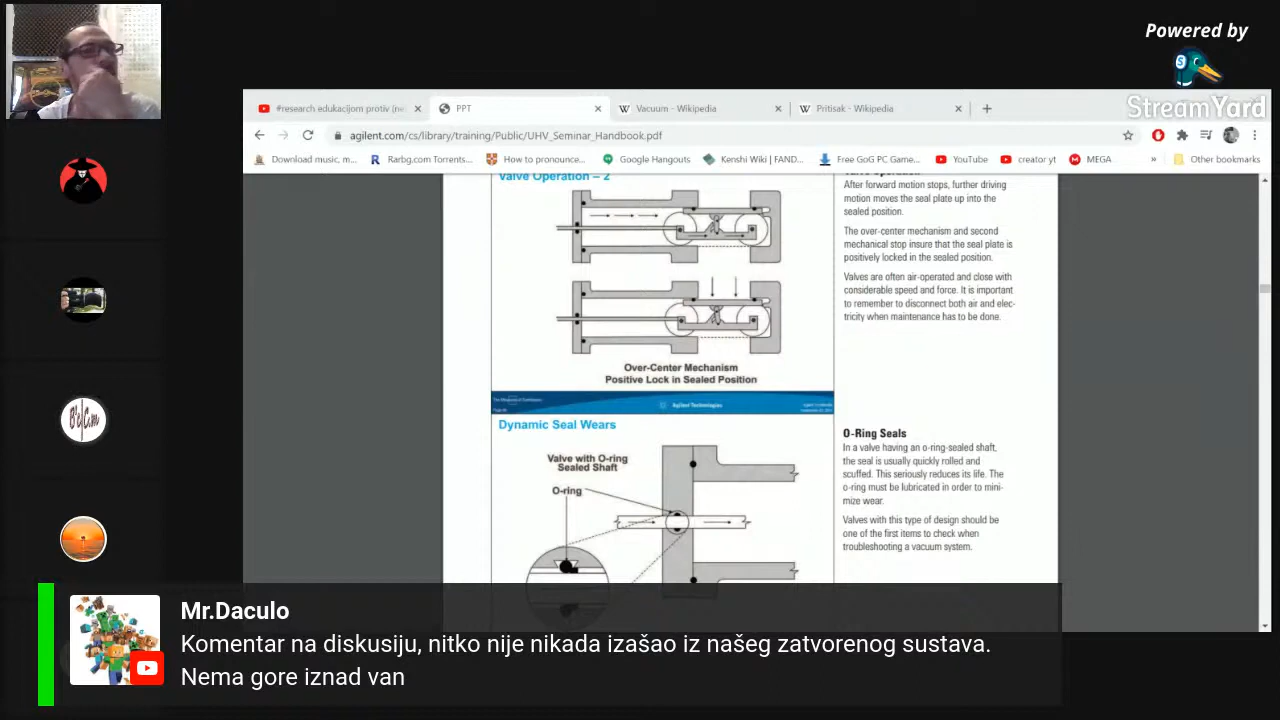 Powered by
StreamYard
#research edukacijom protiv (ne
PPT
Vacuum - Wikipedia
Pritisak - Wikipedia
agilent.com/cs/library/training/Public/UHV_Seminar_Handbook.pdf
Download music, m...
Rarbg.com Torrents...
How to pronounce...
Google Hangouts
Kenshi Wiki | FAND...
Free GoG PC Game...
YouTube
creator yt
MEGA
»
Other bookmarks
Valve Operation – 2
Valve Operation
After forward motion stops, further driving
motion moves the seal plate up into the
sealed position.
The over-center mechanism and second
mechanical stop insure that the seal plate is
positively locked in the sealed position.
Valves are often air-operated and close with
considerable speed and force. It is important
to remember to disconnect both air and elec-
tricity when maintenance has to be done.
Over-Center Mechanism
Positive Lock in Sealed Position
Agilent Technologies
Dynamic Seal Wears
Valve with O-ring
Sealed Shaft
O-ring
O-Ring Seals
In a valve having an o-ring-sealed shaft,
the seal is usually quickly rolled and
scuffed. This seriously reduces its life. The
o-ring must be lubricated in order to mini-
mize wear.
Valves with this type of design should be
one of the first items to check when
troubleshooting a vacuum system.
Mr.Daculo
Komentar na diskusiju, nitko nije nikada izašao iz našeg zatvorenog sustava.
Nema gore iznad van